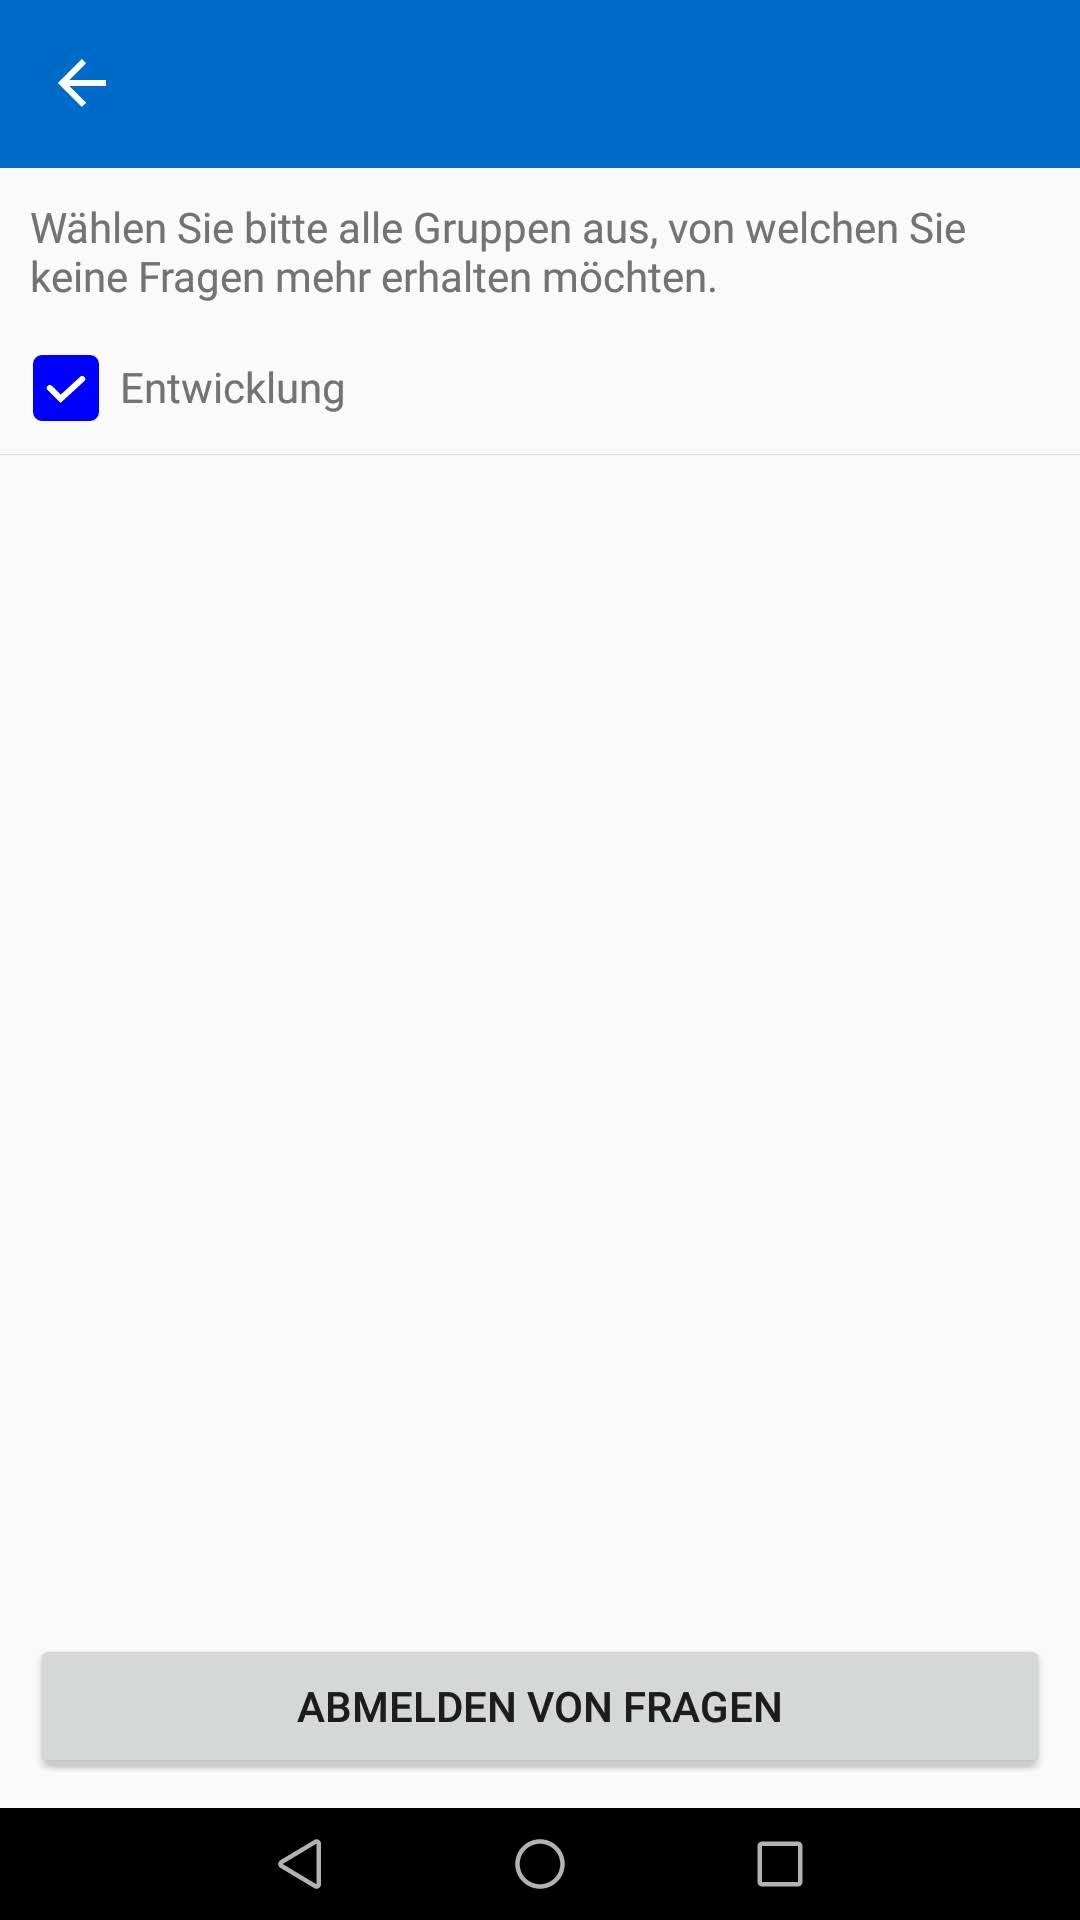 Wählen Sie bitte alle Gruppen aus, von welchen Sie
keine Fragen mehr erhalten möchten.
Entwicklung
ABMELDEN VON FRAGEN